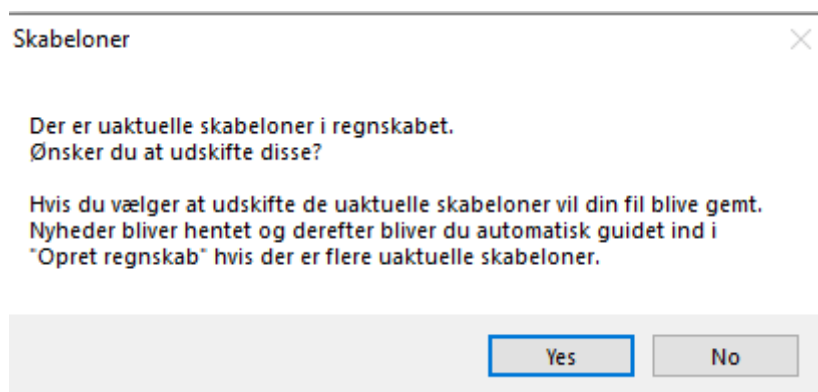 Skabeloner
Der er uaktuelle skabeloner i regnskabet.
Ønsker du at udskifte disse?
Hvis du vælger at udskifte de uaktuelle skabeloner vil din fil blive gemt.
Nyheder bliver hentet og derefter bliver du automatisk guidet ind i
"Opret regnskab" hvis der er flere uaktuelle skabeloner.
Yes
No